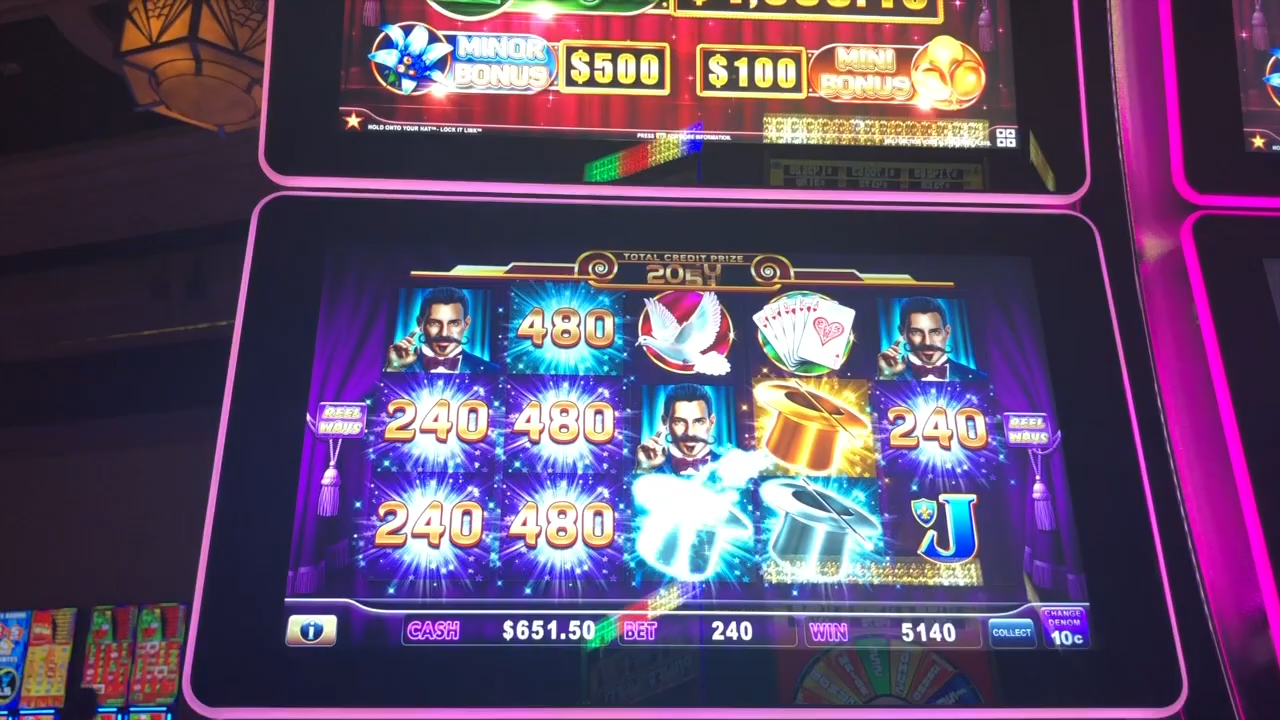 MINOR
BONUS
$500
$100
MINI
BONUS
HOLD ONTO YOUR HAT™ - LOCK IT LINK™
TOTAL CREDIT PRIZE
480
REEL
WAYS
240
480
240
REEL
WAYS
240
480
J
CASH
$651.50
BET
240
WIN
5140
COLLECT
CHANGE
DENOM
10¢